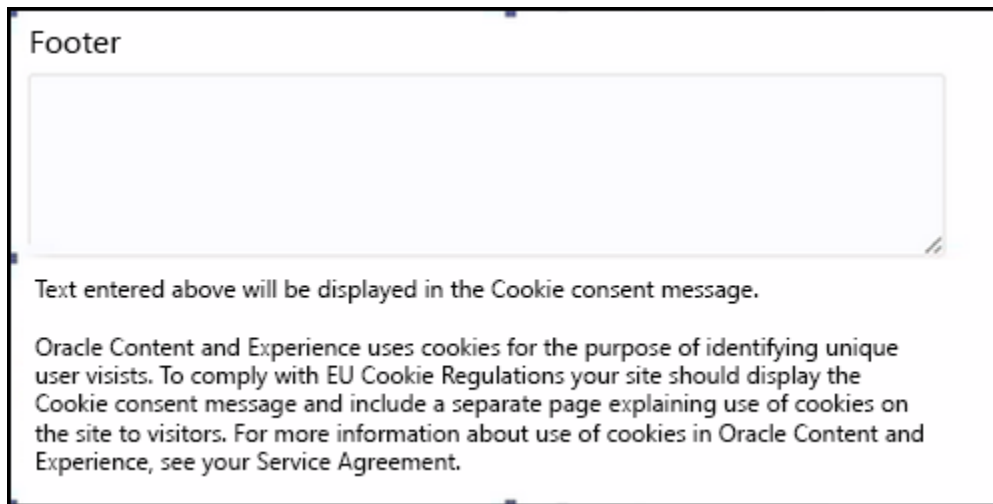 Footer
Text entered above will be displayed in the Cookie consent message.
Oracle Content and Experience uses cookies for the purpose of identifying unique
user visists. To comply with EU Cookie Regulations your site should display the
Cookie consent message and include a separate page explaining use of cookies on
the site to visitors. For more information about use of cookies in Oracle Content and
Experience, see your Service Agreement.